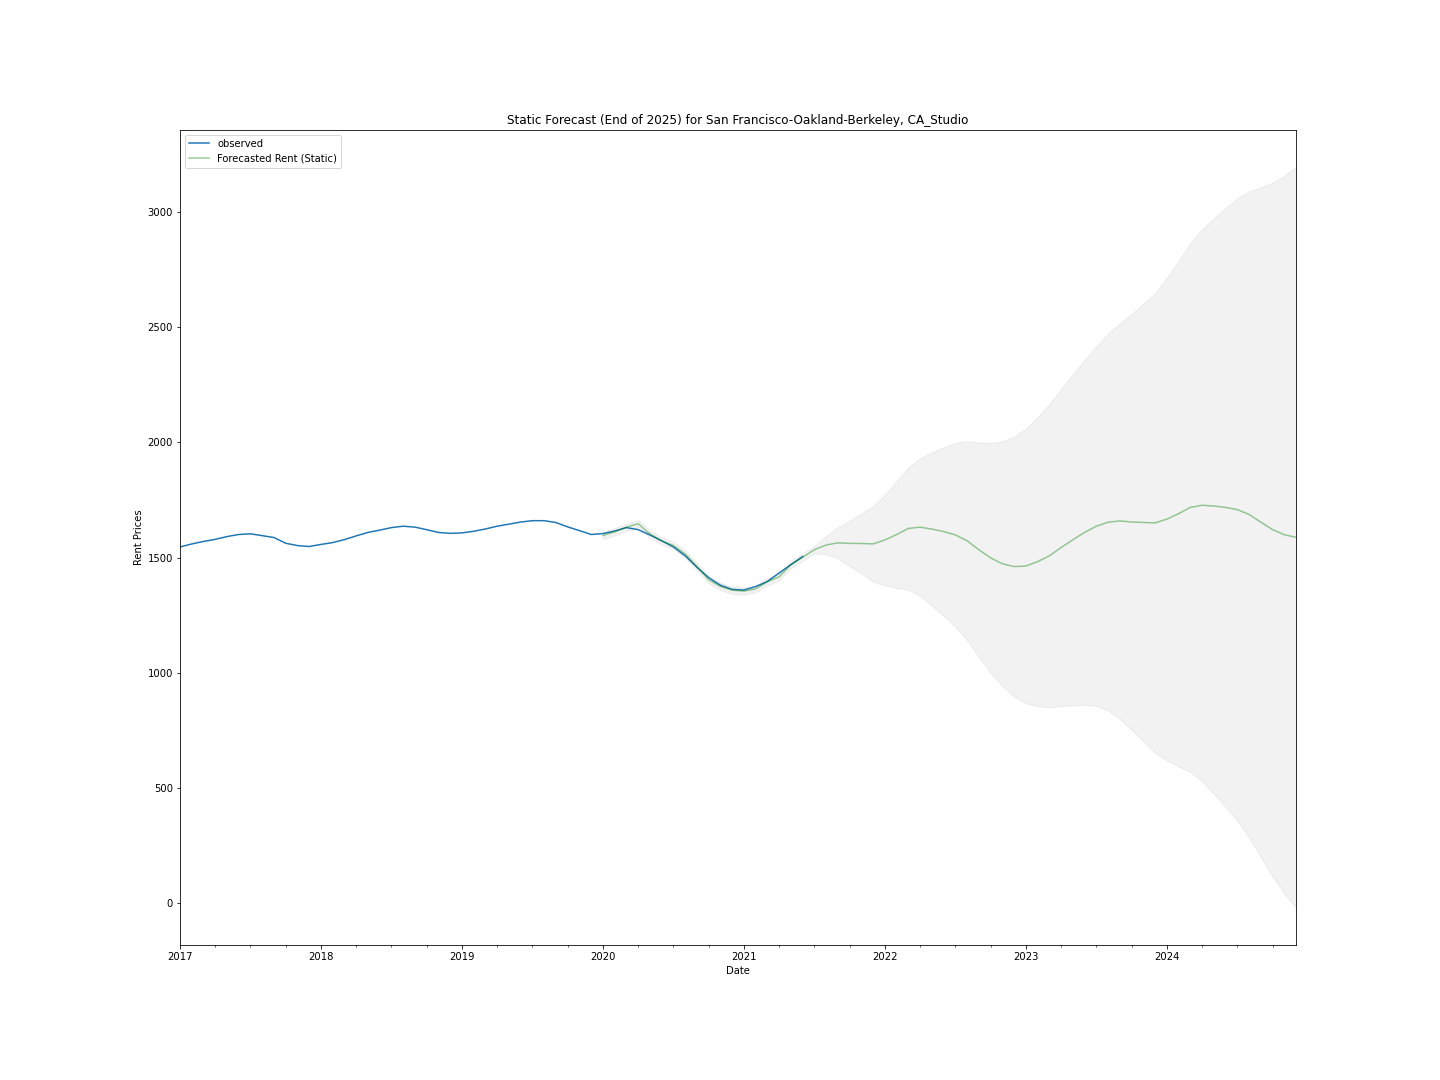 Static Forecast (End of 2025) for San Francisco-Oakland-Berkeley, CA_Studio
observed
Forecasted Rent (Static)
3000
2500
2000
1500
1000
500
0
Rent Prices
2017 2018 2019 2020 2021 2022 2023 2024
Date